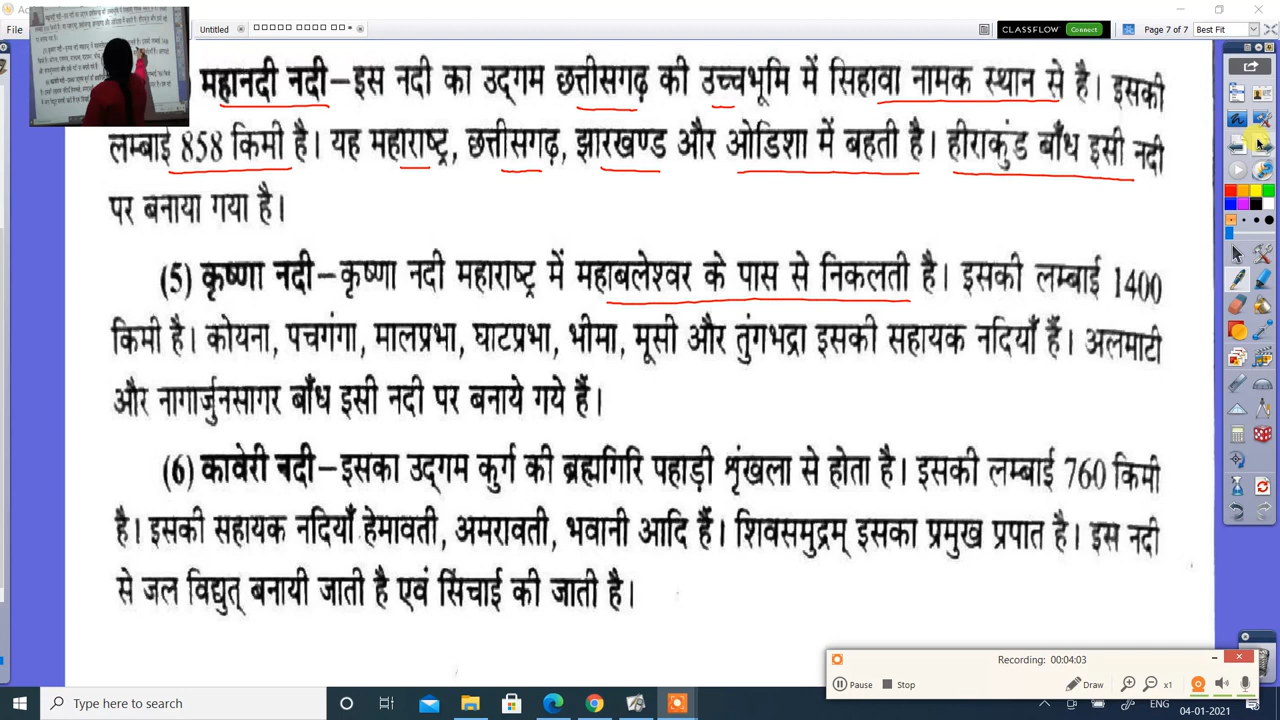 File
Untitled
CLASSFLOW
Connect
Page 7 of 7
Best Fit
महानदी नदी–इस नदी का उद्गम छत्तीसगढ़ की उच्चभूमि में सिहावा नामक स्थान से है। इसकी
लम्बाई 858 किमी है। यह महाराष्ट्र, छत्तीसगढ़, झारखण्ड और ओडिशा में बहती है। हीराकुंड बाँध इसी नदी
पर बनाया गया है।
(5) कृष्णा नदी–कृष्णा नदी महाराष्ट्र में महाबलेश्वर के पास से निकलती है। इसकी लम्बाई 1400
किमी है। कोयना, पचगंगा, मालप्रभा, घाटप्रभा, भीमा, मूसी और तुंगभद्रा इसकी सहायक नदियाँ हैं। अलमाटी
और नागार्जुनसागर बाँध इसी नदी पर बनाये गये हैं।
(6) कावेरी नदी–इसका उद्गम कुर्ग की ब्रह्मगिरि पहाड़ी शृंखला से होता है। इसकी लम्बाई 760 किमी
है। इसकी सहायक नदियाँ हेमावती, अमरावती, भवानी आदि हैं। शिवसमुद्रम् इसका प्रमुख प्रपात है। इस नदी
से जल विद्युत् बनायी जाती है एवं सिंचाई की जाती है।
Recording: 00:04:03
Pause
Stop
Draw
x1
Type here to search
ENG
04-01-2021